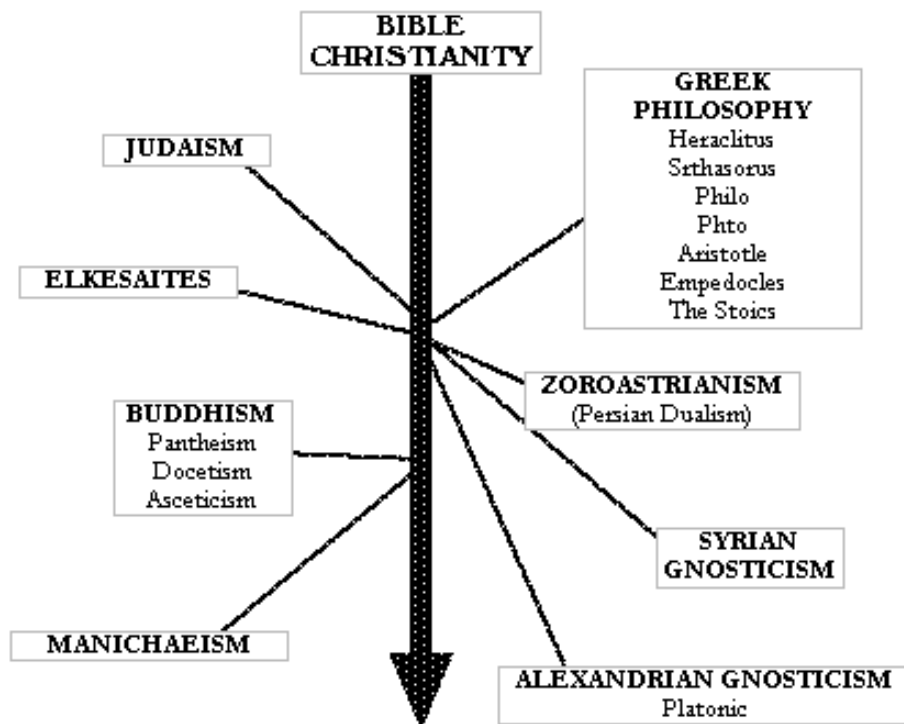 BIBLE
CHRISTIANITY
GREEK
PHILOSOPHY
Heraclitus
Srthasorus
Philo
Phto
Aristotle
Empedocles
The Stoics
JUDAISM
ELKESAITES
ZOROASTRIANISM
(Persian Dualism)
BUDDHISM
Pantheism
Docetism
Asceticism
SYRIAN
GNOSTICISM
MANICHAEISM
ALEXANDRIAN GNOSTICISM
Platonic